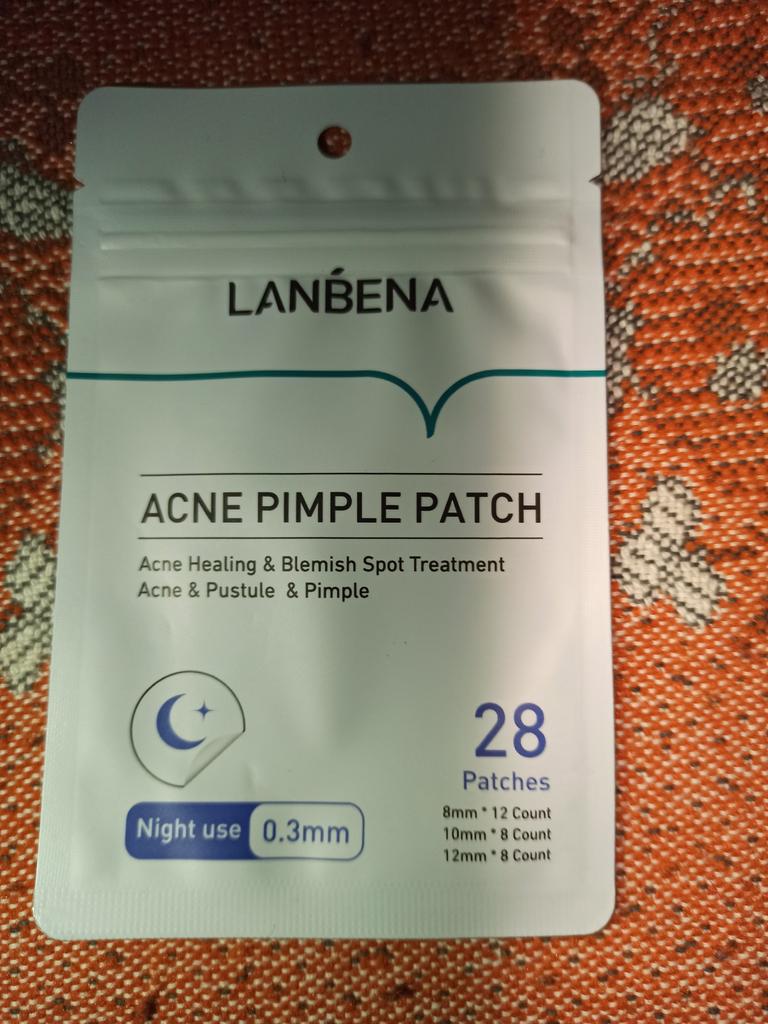 LANBENA
ACNE PIMPLE PATCH
Acne Healing & Blemish Spot Treatment
Acne & Pustule & Pimple
28
Patches
8mm * 12 Count
10mm * 8 Count
12mm * 8 Count
Night use 0.3mm